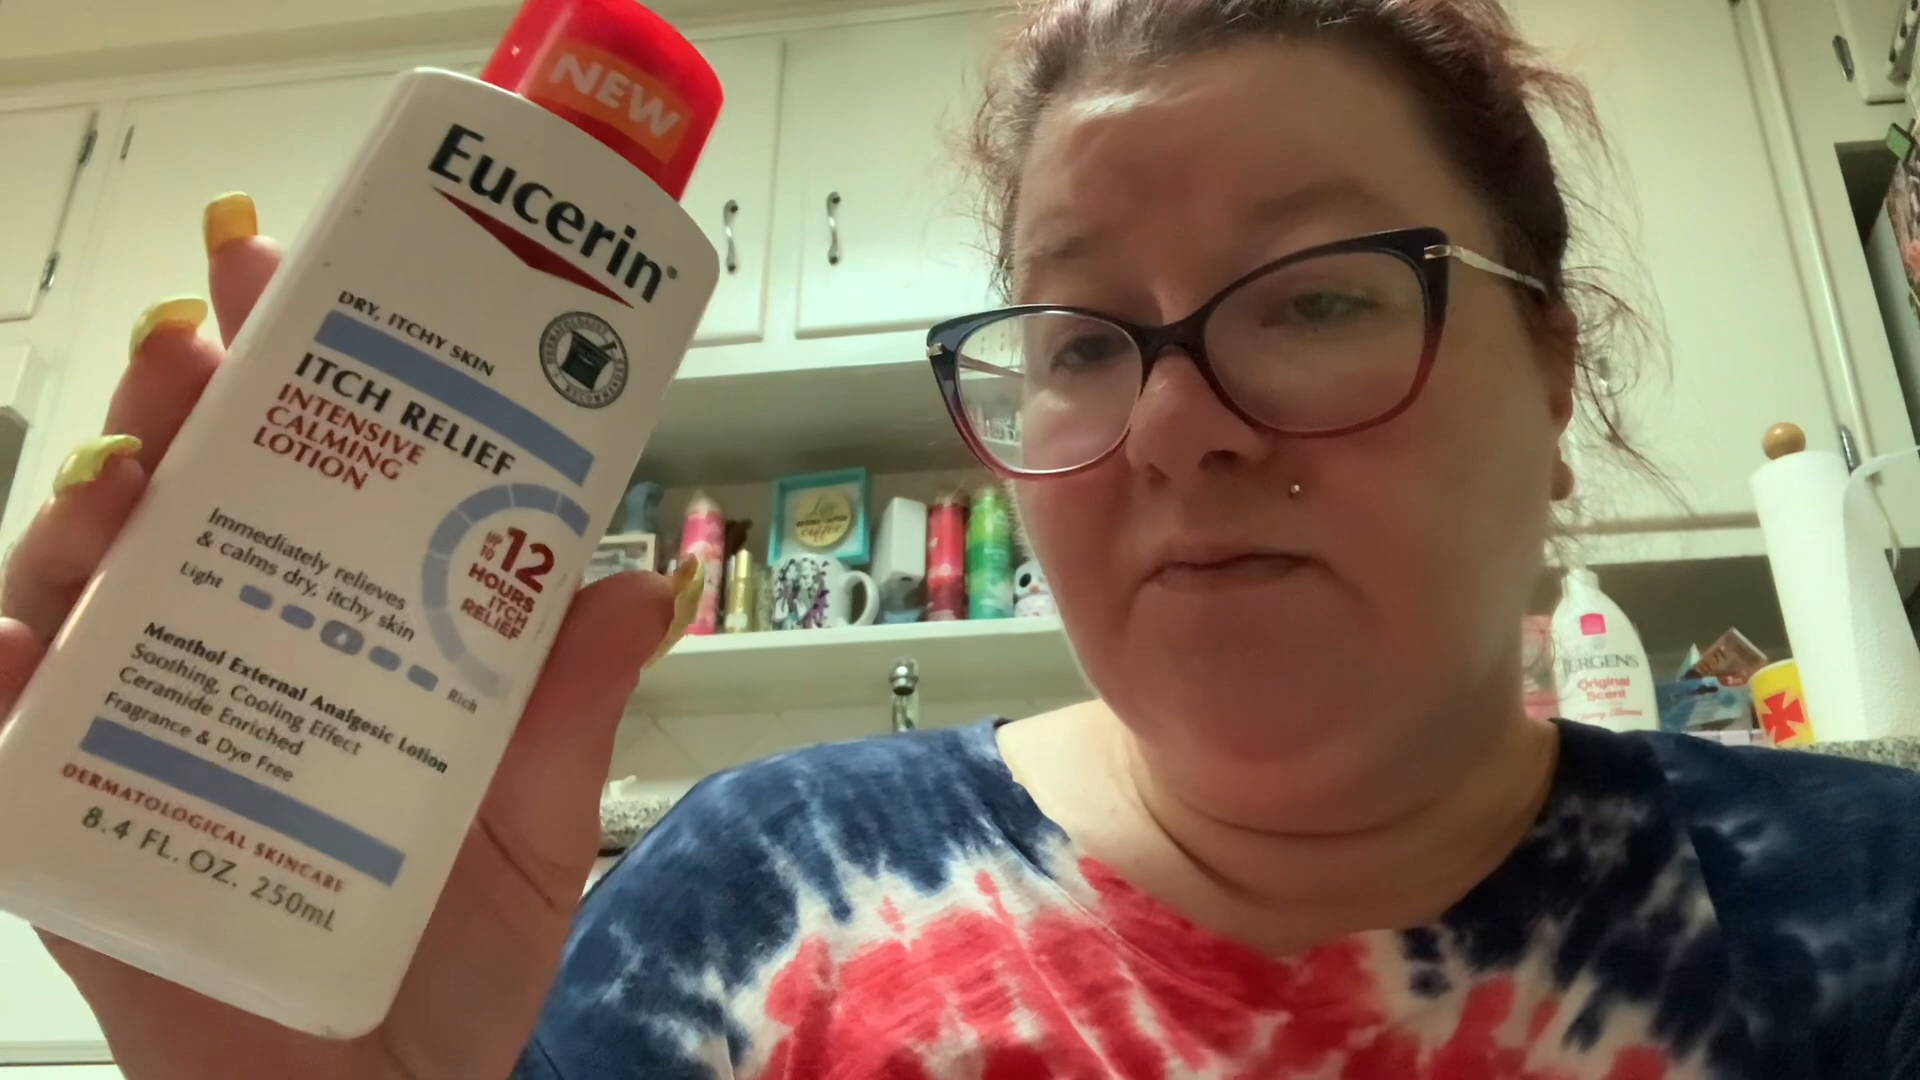 NEW
Eucerin
DRY, ITCHY SKIN
ITCH RELIEF
INTENSIVE
CALMING
LOTION
UP
TO 12
HOURS
ITCH
RELIEF
Immediately relieves
& calms dry, itchy skin
Light
Rich
Menthol External Analgesic Lotion
Soothing, Cooling Effect
Ceramide Enriched
Fragrance & Dye Free
DERMATOLOGICAL SKINCARE
8.4 FL. OZ. 250mL
coffee
JERGENS
Original
Scent